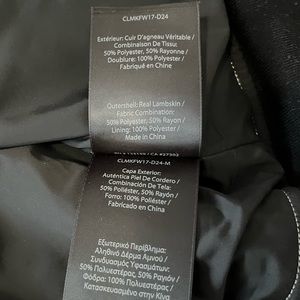 CLMKFW17-D24
Extérieur: Cuir D'agneau Véritable /
Combinaison De Tissu:
50% Polyester, 50% Rayonne /
Doublure: 100% Polyester /
Fabriqué en Chine
Outershell: Real Lambskin /
Fabric Combination:
50% Polyester, 50% Rayon /
Lining: 100% Polyester /
Made in China
CLMKFW17-D24-M
Capa Exterior:
Auténtica Piel De Cordero /
Combinación De Tela:
50% Poliéster, 50% Rayón /
Forro: 100% Poliéster /
Fabricado en China
Εξωτερικό Περίβλημα:
Αληθινό Δέρμα Αμνού /
Συνδυασμός Υφασμάτων:
50% Πολυεστέρας, 50% Ραγιόν /
Φόδρα: 100% Πολυεστέρας /
Κατασκευασμένο στην Κίνα